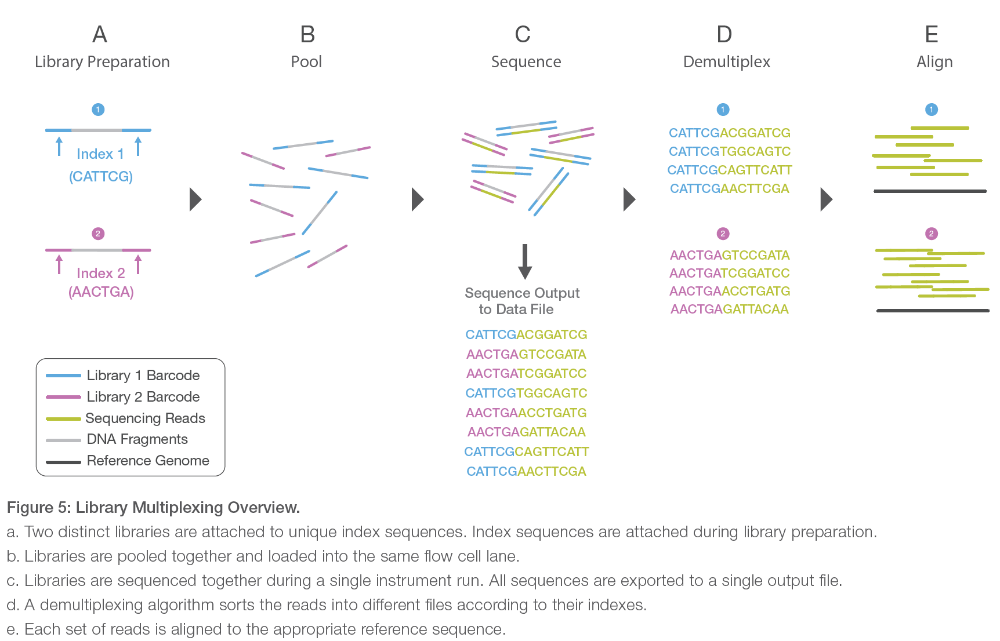 A
Library Preparation
1
Index 1
(CATTCG)
2
Index 2
(AACTGA)
B
Pool
C
Sequence
Sequence Output
to Data File
CATTCGACGGATCG
AACTGAGTCCGATA
AACTGATCGGATCC
CATTCGTGGCAGTC
AACTGAACCTGATG
AACTGAGATTACAA
CATTCGCAGTTCATT
CATTCGAACTTCGA
D
Demultiplex
1
CATTCGACGGATCG
CATTCGTGGCAGTC
CATTCGCAGTTCATT
CATTCGAACTTCGA
2
AACTGAGTCCGATA
AACTGATCGGATCC
AACTGAACCTGATG
AACTGAGATTACAA
E
Align
1
2
Library 1 Barcode
Library 2 Barcode
Sequencing Reads
DNA Fragments
Reference Genome
Figure 5: Library Multiplexing Overview.
a. Two distinct libraries are attached to unique index sequences. Index sequences are attached during library preparation.
b. Libraries are pooled together and loaded into the same flow cell lane.
c. Libraries are sequenced together during a single instrument run. All sequences are exported to a single output file.
d. A demultiplexing algorithm sorts the reads into different files according to their indexes.
e. Each set of reads is aligned to the appropriate reference sequence.